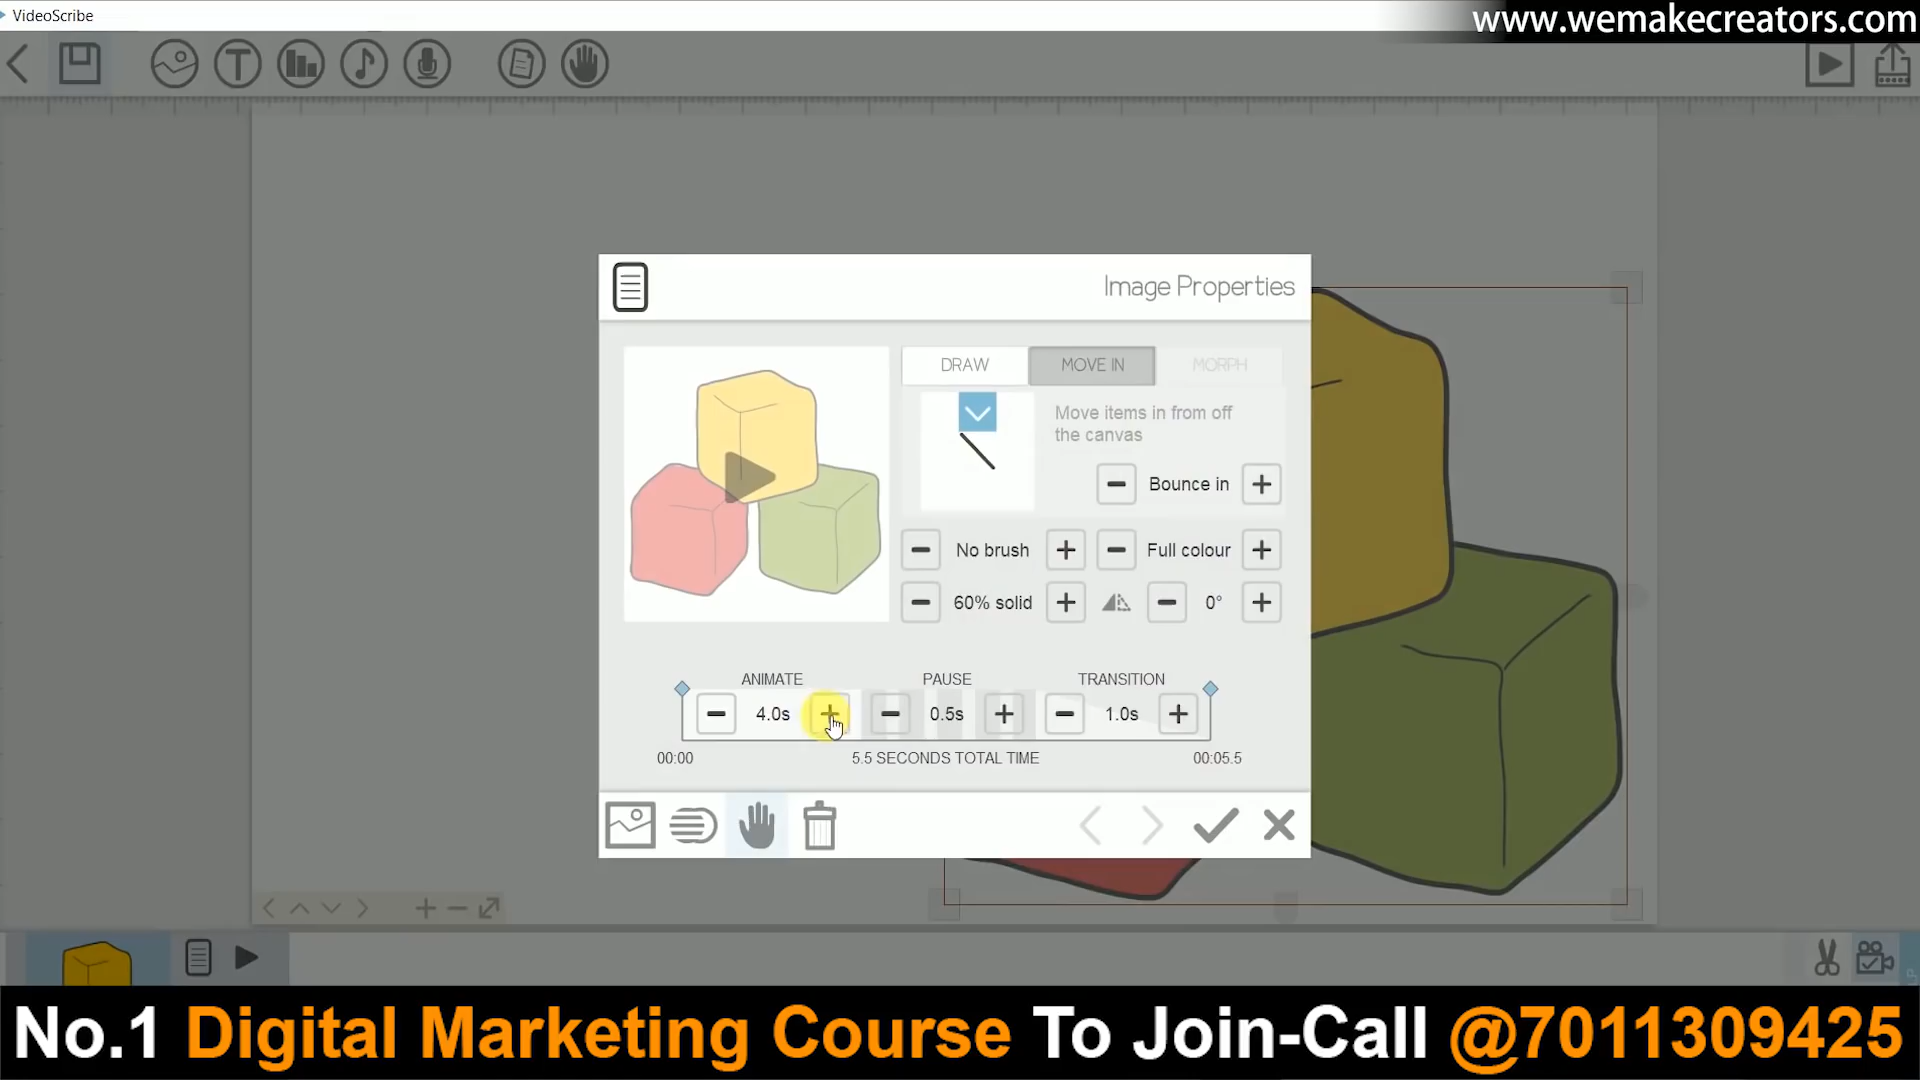 VideoScribe
www.wemakecreators.com
Image Properties
DRAW MOVE IN MORPH
Move items in from off
the canvas
Bounce in
No brush Full colour
60% solid 0°
ANIMATE PAUSE TRANSITION
4.0s 0.5s 1.0s
00:00 5.5 SECONDS TOTAL TIME 00:05.5
No.1 Digital Marketing Course To Join-Call @7011309425